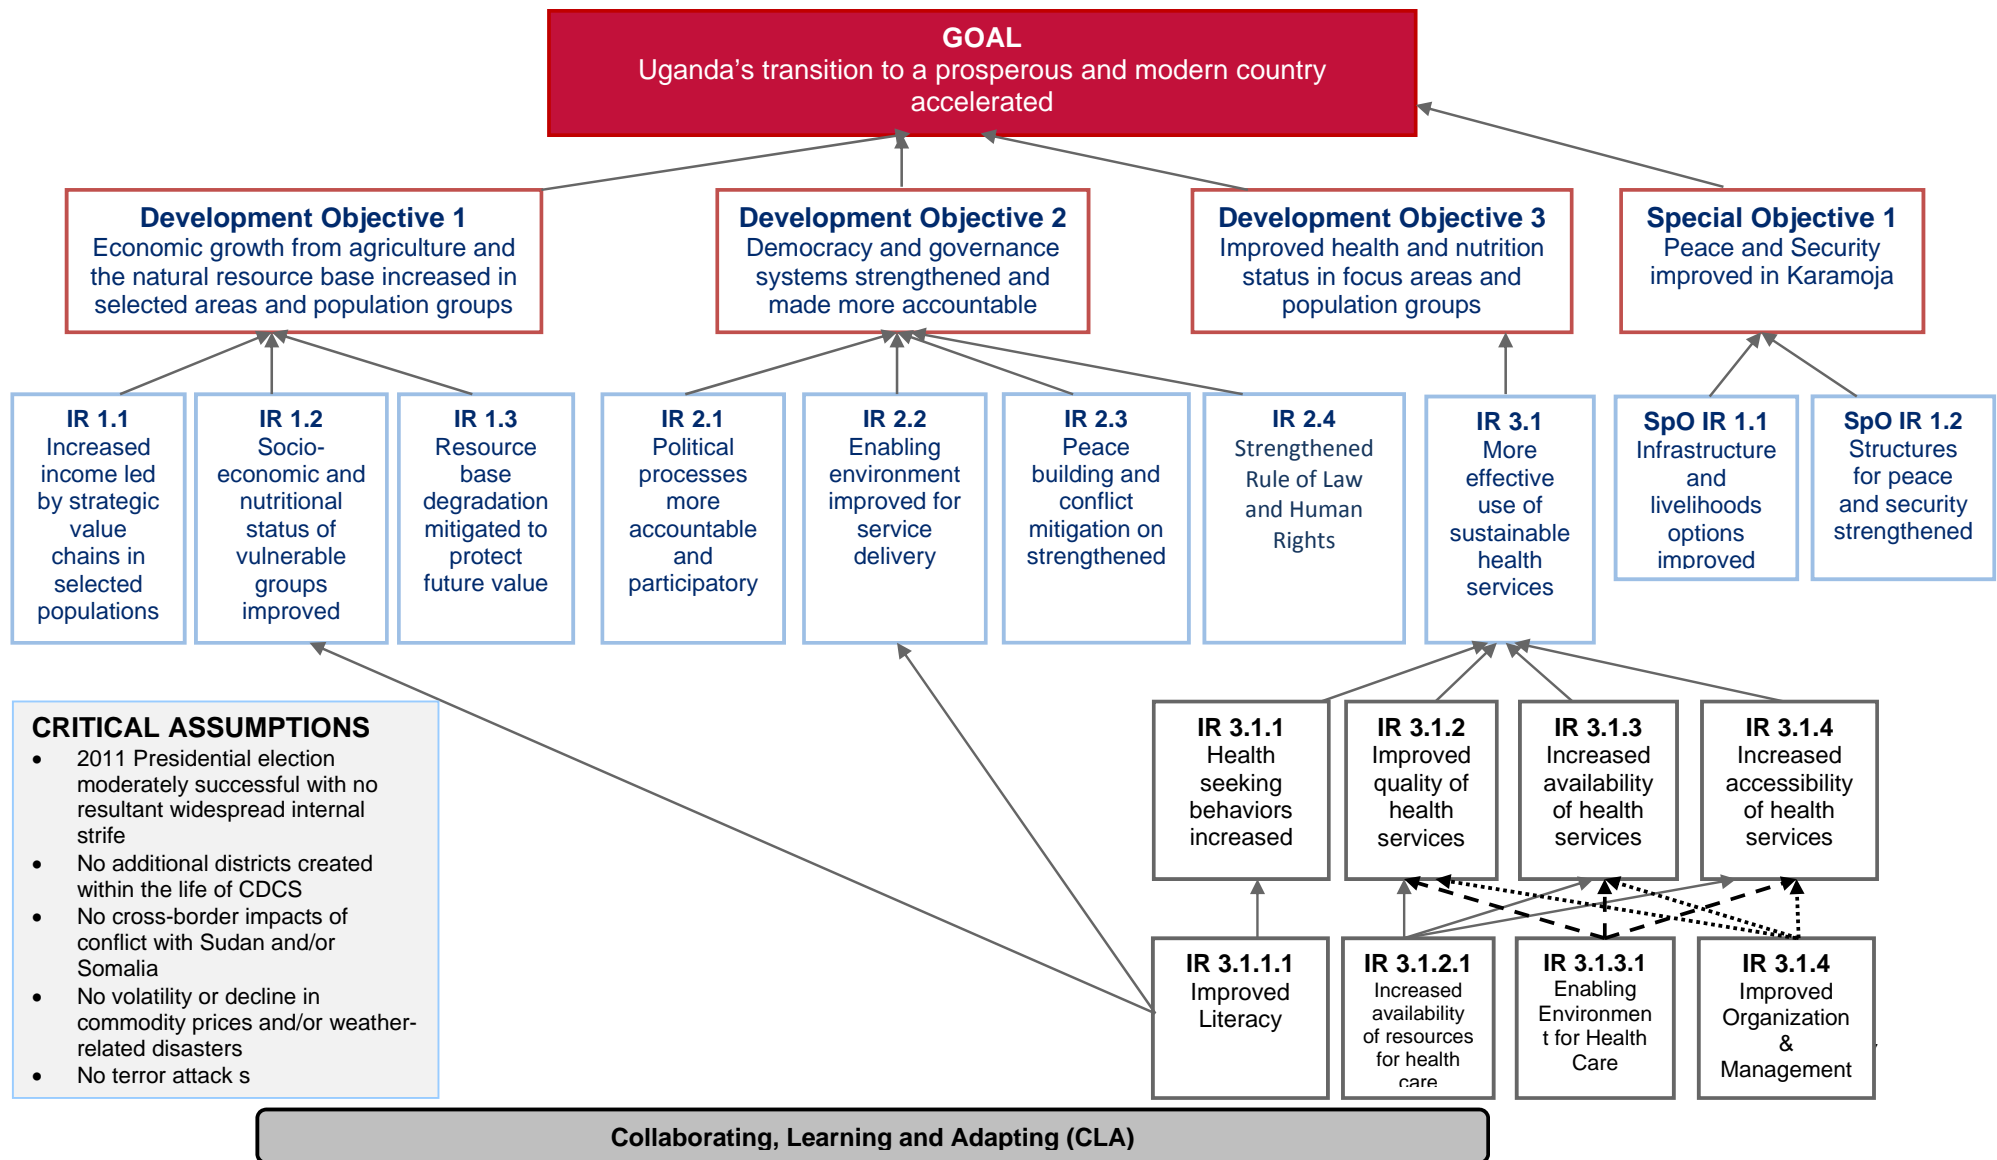 GOAL
Uganda’s transition to a prosperous and modern country
accelerated
Development Objective 1
Economic growth from agriculture and
the natural resource base increased in
selected areas and population groups
Development Objective 2
Democracy and governance
systems strengthened and
made more accountable
Development Objective 3
Improved health and nutrition
status in focus areas and
population groups
Special Objective 1
Peace and Security
improved in Karamoja
IR 1.1
Increased
income led
by strategic
value
chains in
selected
populations
IR 1.2
Socio-
economic and
nutritional
status of
vulnerable
groups
improved
IR 1.3
Resource
base
degradation
mitigated to
protect
future value
IR 2.1
Political
processes
more
accountable
and
participatory
IR 2.2
Enabling
environment
improved for
service
delivery
IR 2.3
Peace
building and
conflict
mitigation on
strengthened
IR 2.4
Strengthened
Rule of Law
and Human
Rights
IR 3.1
More
effective
use of
sustainable
health
services
SpO IR 1.1
Infrastructure
and
livelihoods
options
improved
SpO IR 1.2
Structures
for peace
and security
strengthened
CRITICAL ASSUMPTIONS
• 2011 Presidential election
moderately successful with no
resultant widespread internal
strife
• No additional districts created
within the life of CDCS
• No cross-border impacts of
conflict with Sudan and/or
Somalia
• No volatility or decline in
commodity prices and/or weather-
related disasters
• No terror attack s
IR 3.1.1
Health
seeking
behaviors
increased
IR 3.1.2
Improved
quality of
health
services
IR 3.1.3
Increased
availability
of health
services
IR 3.1.4
Increased
accessibility
of health
services
IR 3.1.1.1
Improved
Literacy
IR 3.1.2.1
Increased
availability
of resources
for health
care
IR 3.1.3.1
Enabling
Environmen
t for Health
Care
IR 3.1.4
Improved
Organization
&
Management
Collaborating, Learning and Adapting (CLA)